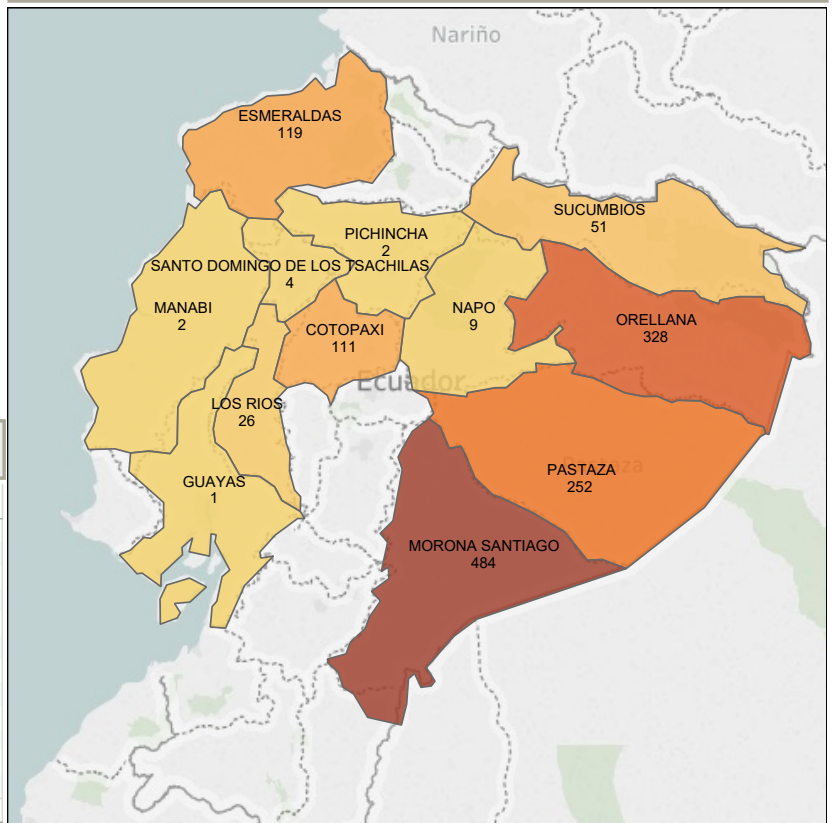 Nariño
ESMERALDAS
119
SUCUMBIOS
51
PICHINCHA
2
SANTO DOMINGO DE LOS TSACHILAS
4
MANABI
2
NAPO
9
ORELLANA
328
COTOPAXI
111
Ecuador
LOS RIOS
26
PASTAZA
252
Pastaza
GUAYAS
1
MORONA SANTIAGO
484